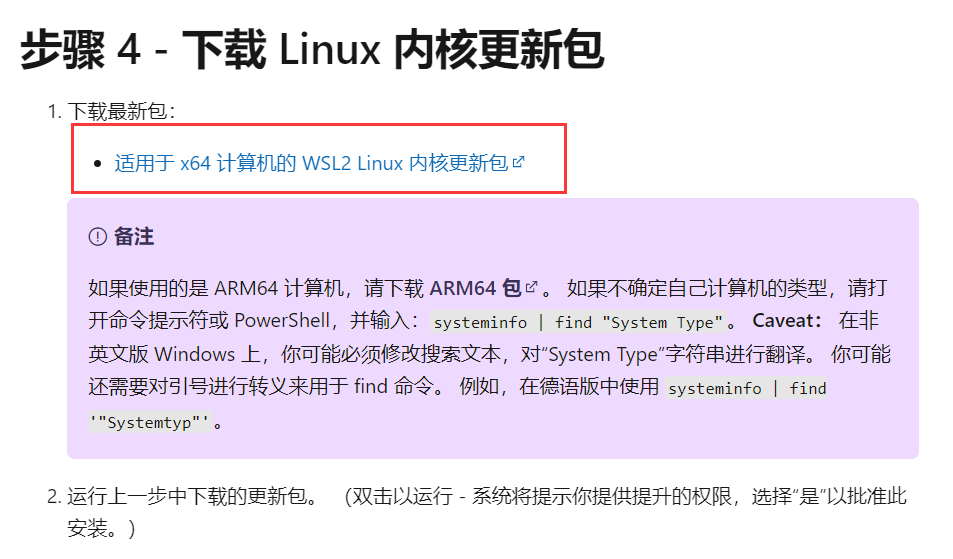 步骤 4 - 下载 Linux 内核更新包
1. 下载最新包：
• 适用于 x64 计算机的 WSL2 Linux 内核更新包
备注
如果使用的是 ARM64 计算机，请下载 ARM64 包。 如果不确定自己计算机的类型，请打
开命令提示符或 PowerShell，并输入：systeminfo | find "System Type"。 Caveat： 在非
英文版 Windows 上，你可能必须修改搜索文本，对“System Type”字符串进行翻译。 你可能
还需要对引号进行转义来用于 find 命令。 例如，在德语版中使用 systeminfo | find
'"Systemtyp"'。
2. 运行上一步中下载的更新包。 （双击以运行 - 系统将提示你提供提升的权限，选择“是”以批准此
安装。）